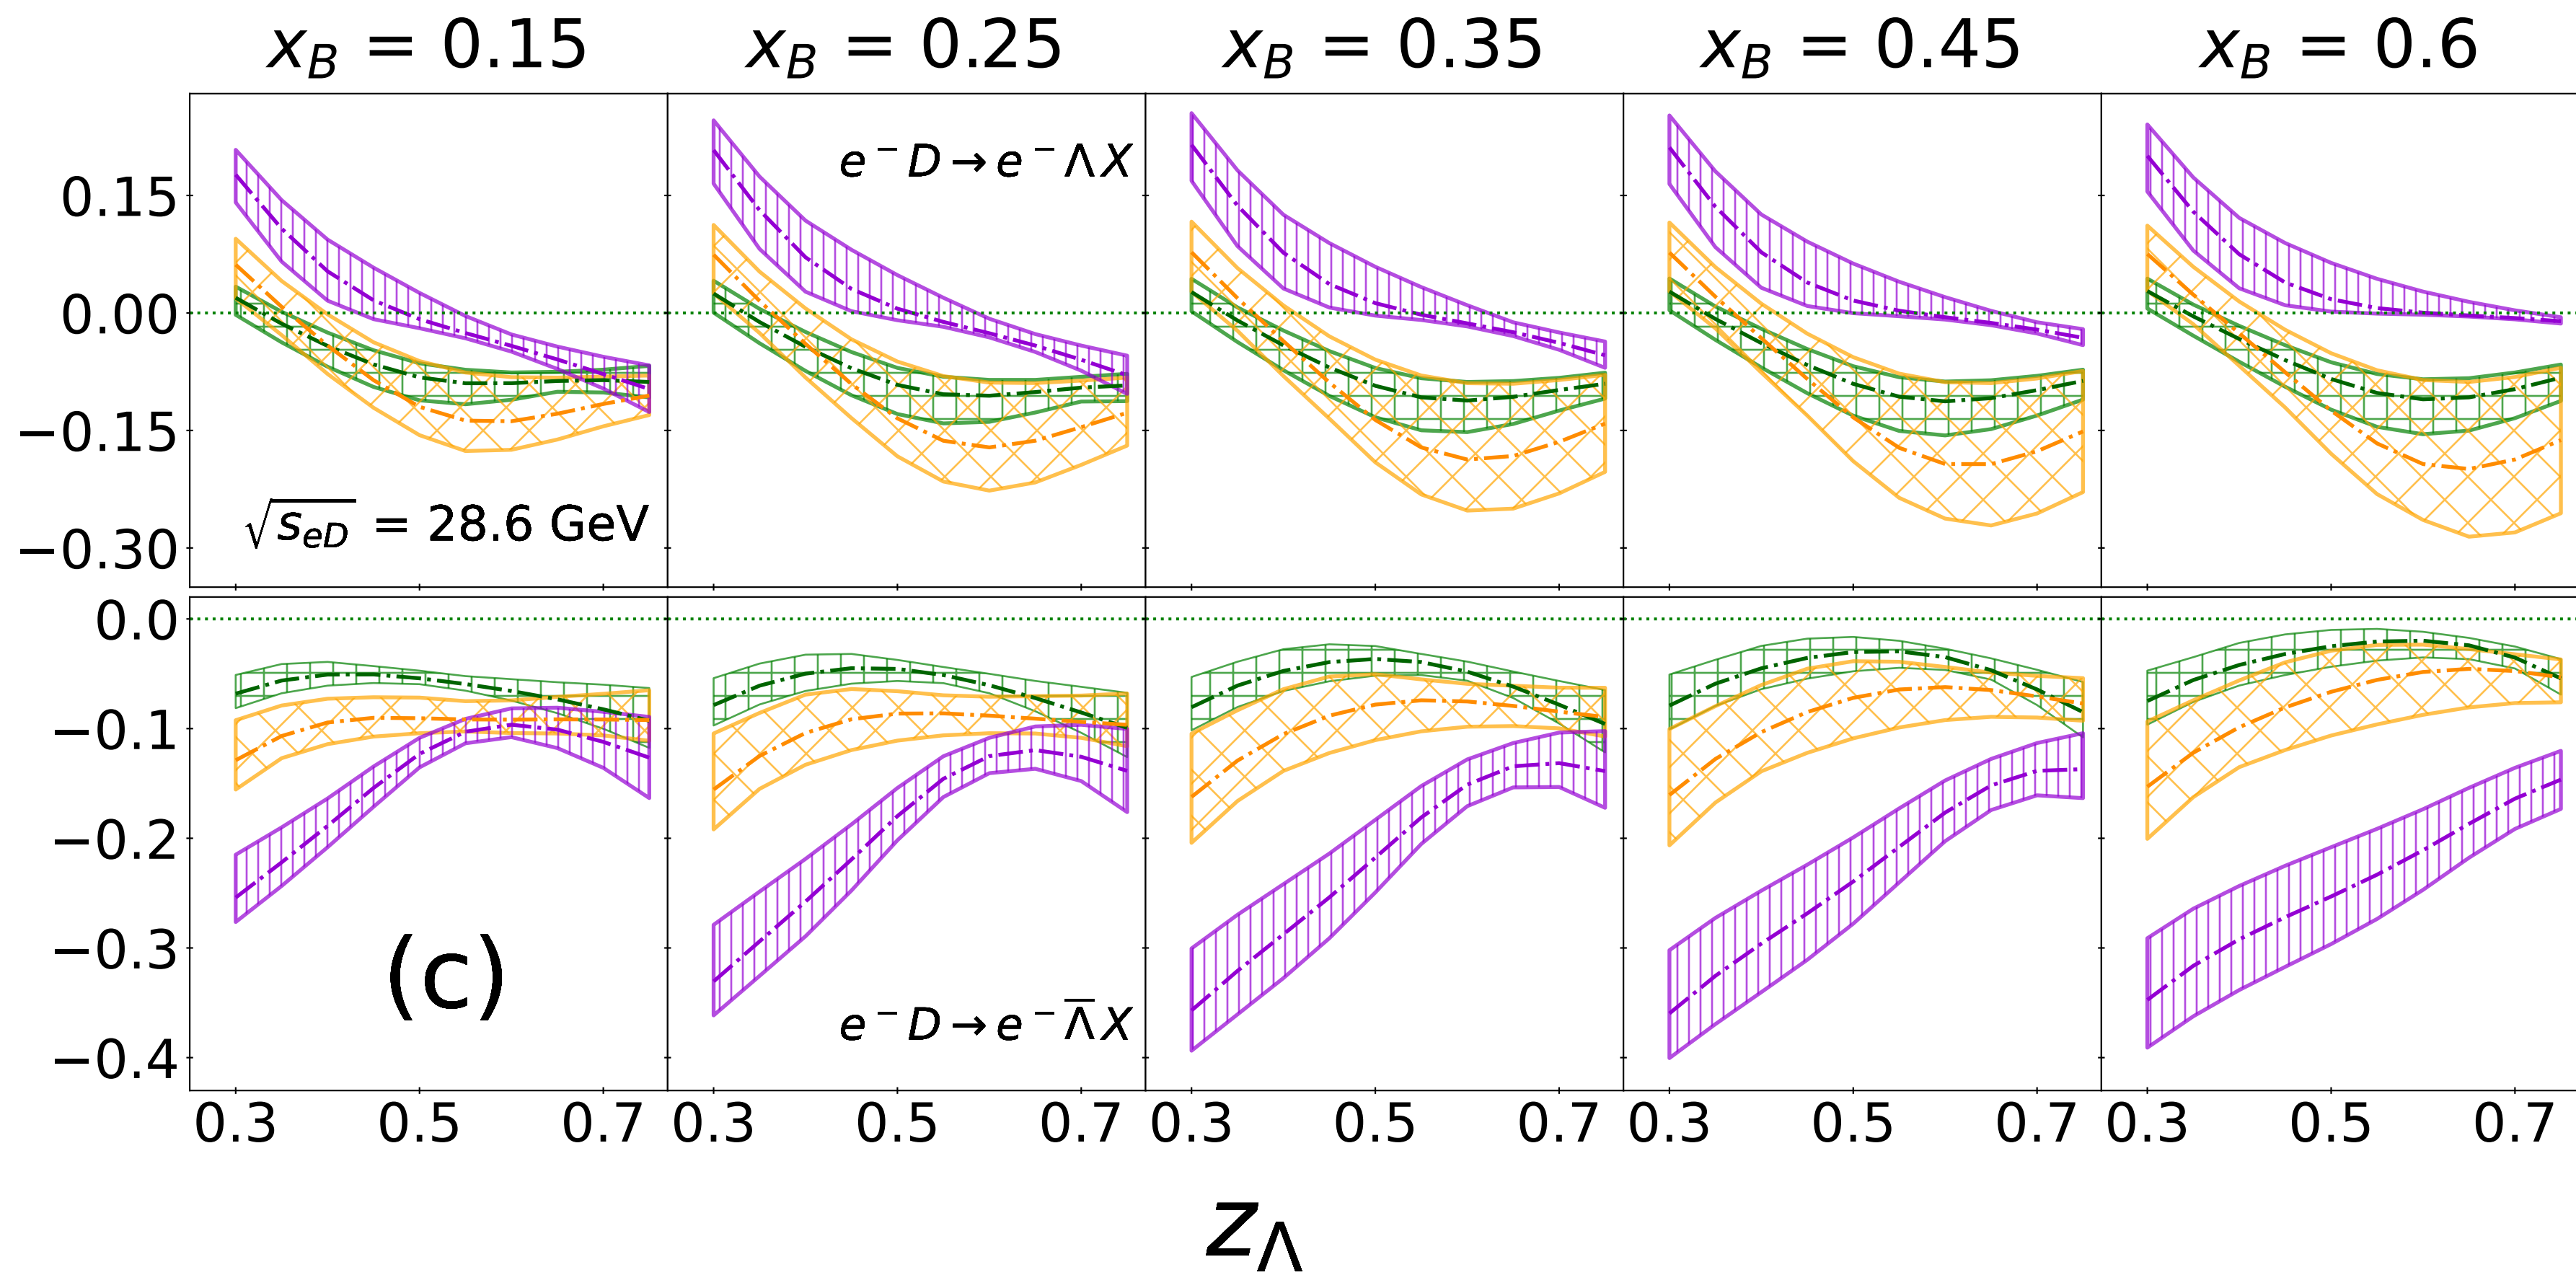 x_B = 0.15 x_B = 0.25 x_B = 0.35 x_B = 0.45 x_B = 0.6
0.15
0.00
−0.15
−0.30
e⁻D → e⁻ΛX
√s_{eD} = 28.6 GeV
0.0
−0.1
−0.2
−0.3
−0.4
(c)
e⁻D → e⁻Λ̅X
0.3 0.5 0.7 0.3 0.5 0.7 0.3 0.5 0.7 0.3 0.5 0.7 0.3 0.5 0.7
z_Λ